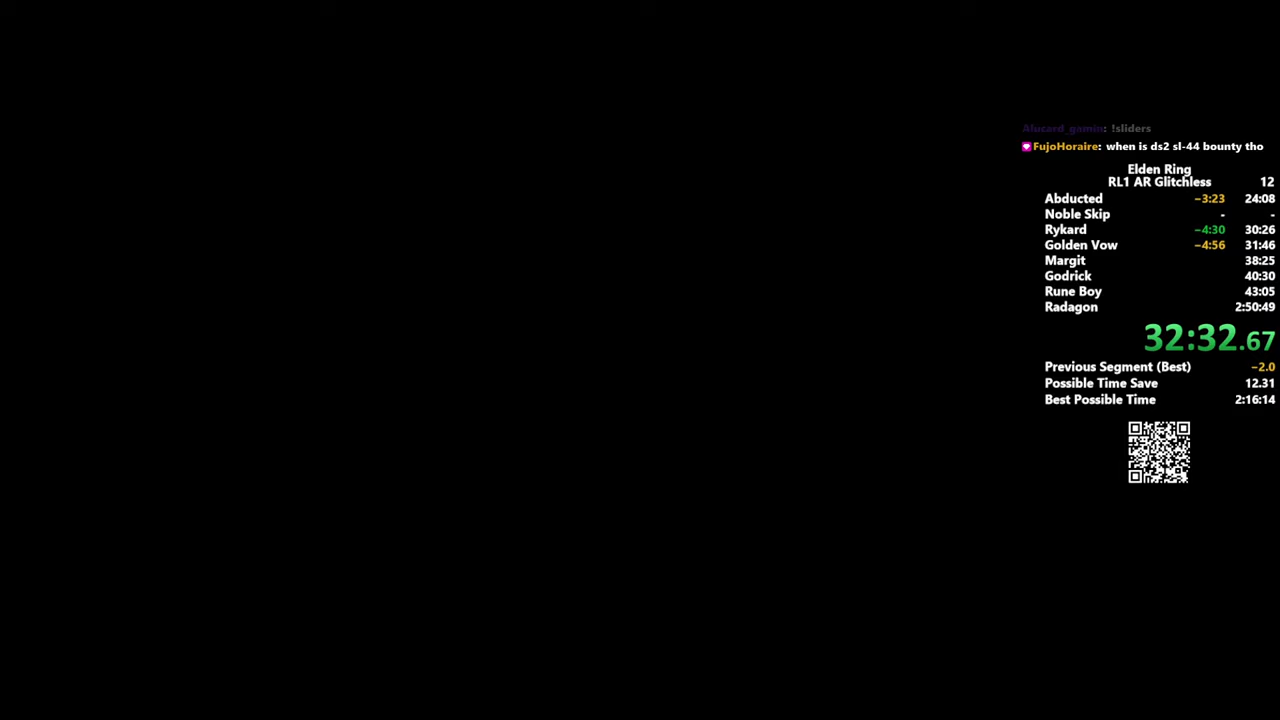 Alucard_gamin: !sliders
FujoHoraire: when is ds2 sl-44 bounty tho
Elden Ring
RL1 AR Glitchless 12
Abducted −3:23 24:08
Noble Skip - -
Rykard −4:30 30:26
Golden Vow −4:56 31:46
Margit 38:25
Godrick 40:30
Rune Boy 43:05
Radagon 2:50:49
32:32.67
Previous Segment (Best) −2.0
Possible Time Save 12.31
Best Possible Time 2:16:14